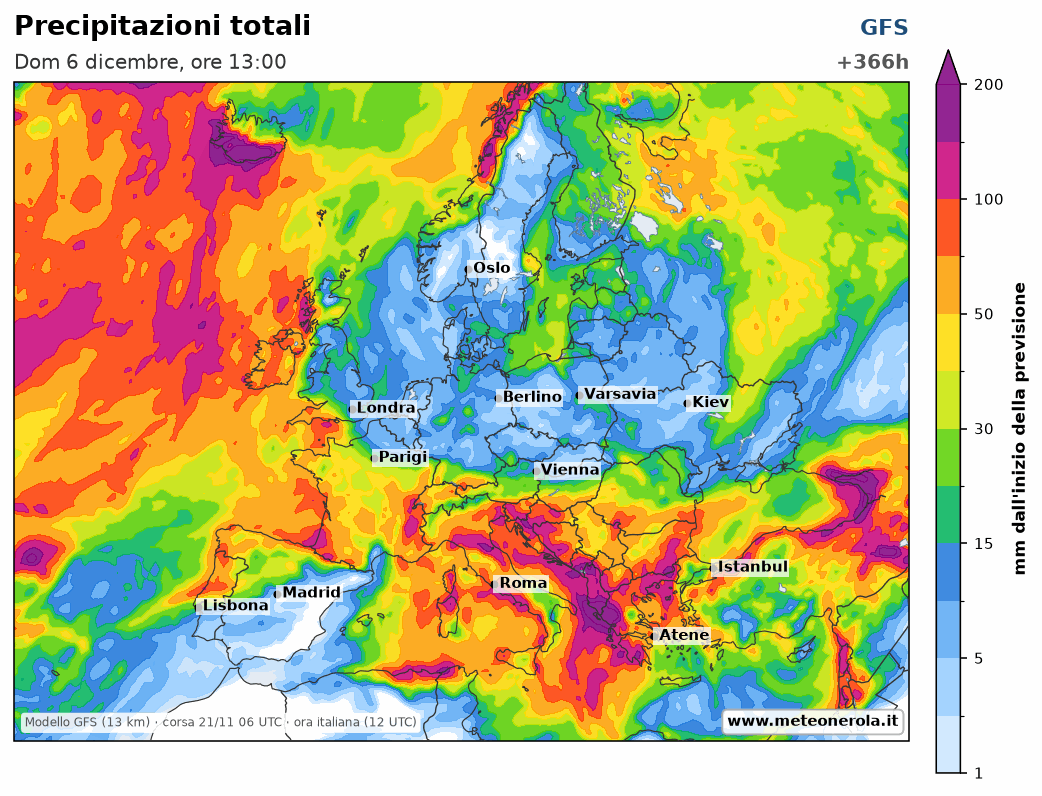 Precipitazioni totali
GFS
Dom 6 dicembre, ore 13:00
+366h
200
100
50
30
15
5
1
mm dall'inizio della previsione
Oslo
Berlino
Varsavia
Kiev
Londra
Parigi
Vienna
Istanbul
Roma
Madrid
Lisbona
Atene
Modello GFS (13 km) · corsa 21/11 06 UTC · ora italiana (12 UTC)
www.meteonerola.it